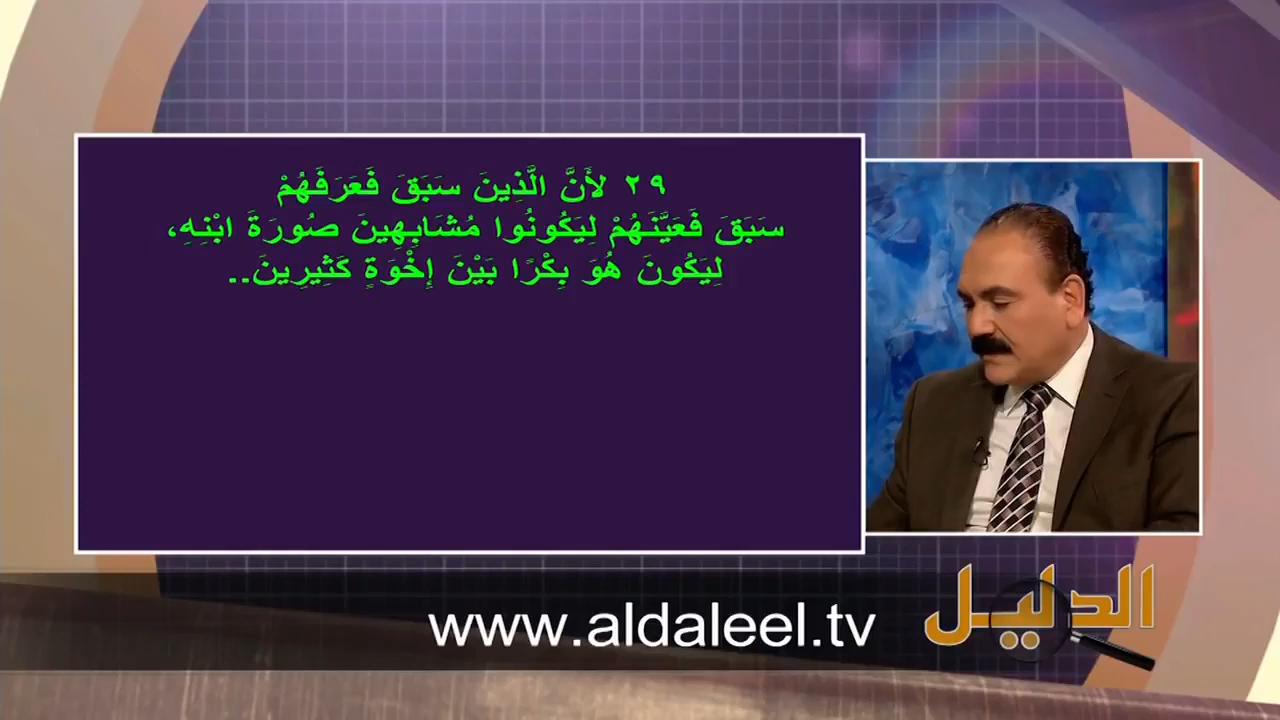 ٢٩ لأَنَّ الَّذِينَ سَبَقَ فَعَرَفَهُمْ
سَبَقَ فَعَيَّنَهُمْ لِيَكُونُوا مُشَابِهِينَ صُورَةَ ابْنِهِ،
لِيَكُونَ هُوَ بِكْرًا بَيْنَ إِخْوَةٍ كَثِيرِينَ..
الدليل
www.aldaleel.tv